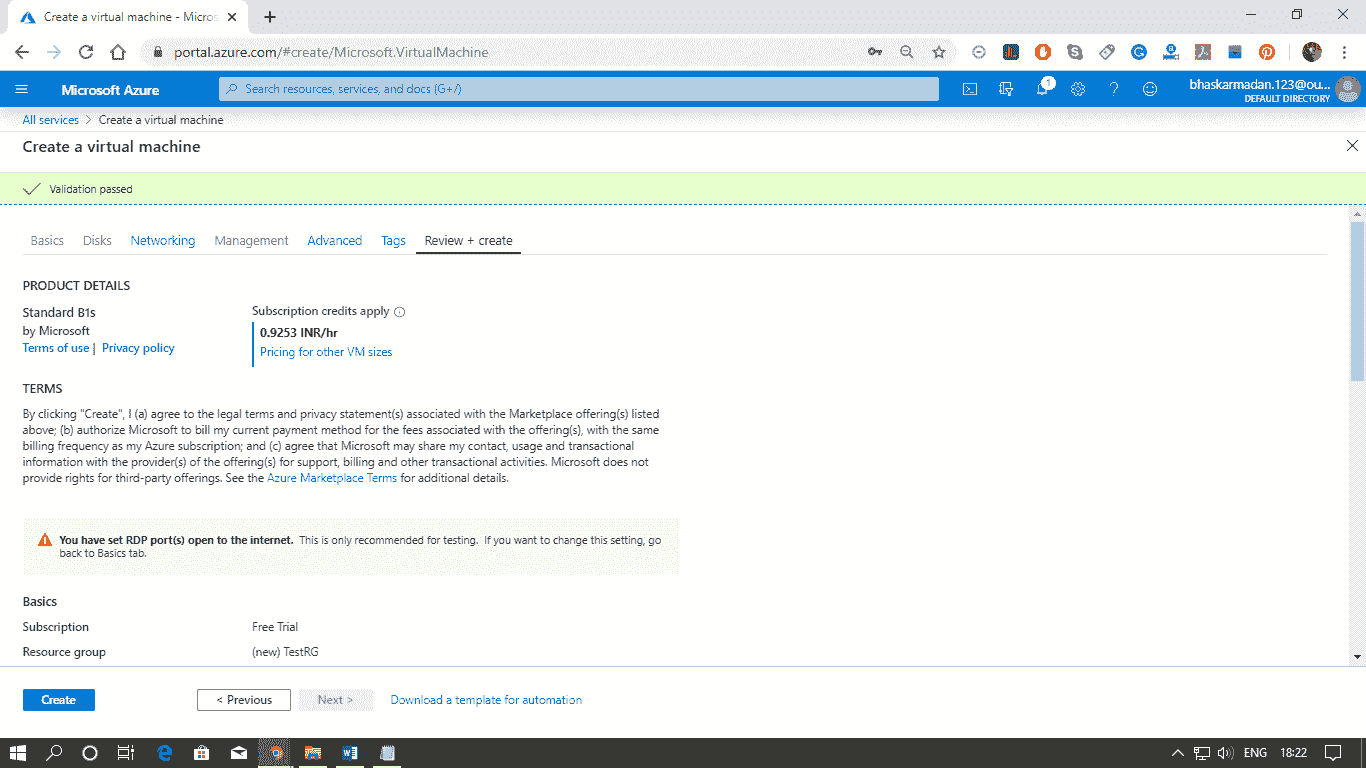 Create a virtual machine - Micros
portal.azure.com/#create/Microsoft.VirtualMachine
Microsoft Azure
Search resources, services, and docs (G+/)
1
bhaskarmadan.123@ou...
DEFAULT DIRECTORY
All services > Create a virtual machine
Create a virtual machine
Validation passed
Basics Disks Networking Management Advanced Tags Review + create
PRODUCT DETAILS
Standard B1s
by Microsoft
Terms of use | Privacy policy
Subscription credits apply
0.9253 INR/hr
Pricing for other VM sizes
TERMS
By clicking "Create", I (a) agree to the legal terms and privacy statement(s) associated with the Marketplace offering(s) listed
above; (b) authorize Microsoft to bill my current payment method for the fees associated with the offering(s), with the same
billing frequency as my Azure subscription; and (c) agree that Microsoft may share my contact, usage and transactional
information with the provider(s) of the offering(s) for support, billing and other transactional activities. Microsoft does not
provide rights for third-party offerings. See the Azure Marketplace Terms for additional details.
You have set RDP port(s) open to the internet. This is only recommended for testing. If you want to change this setting, go
back to Basics tab.
Basics
Subscription Free Trial
Resource group (new) TestRG
Create < Previous Next > Download a template for automation
ENG 18:22